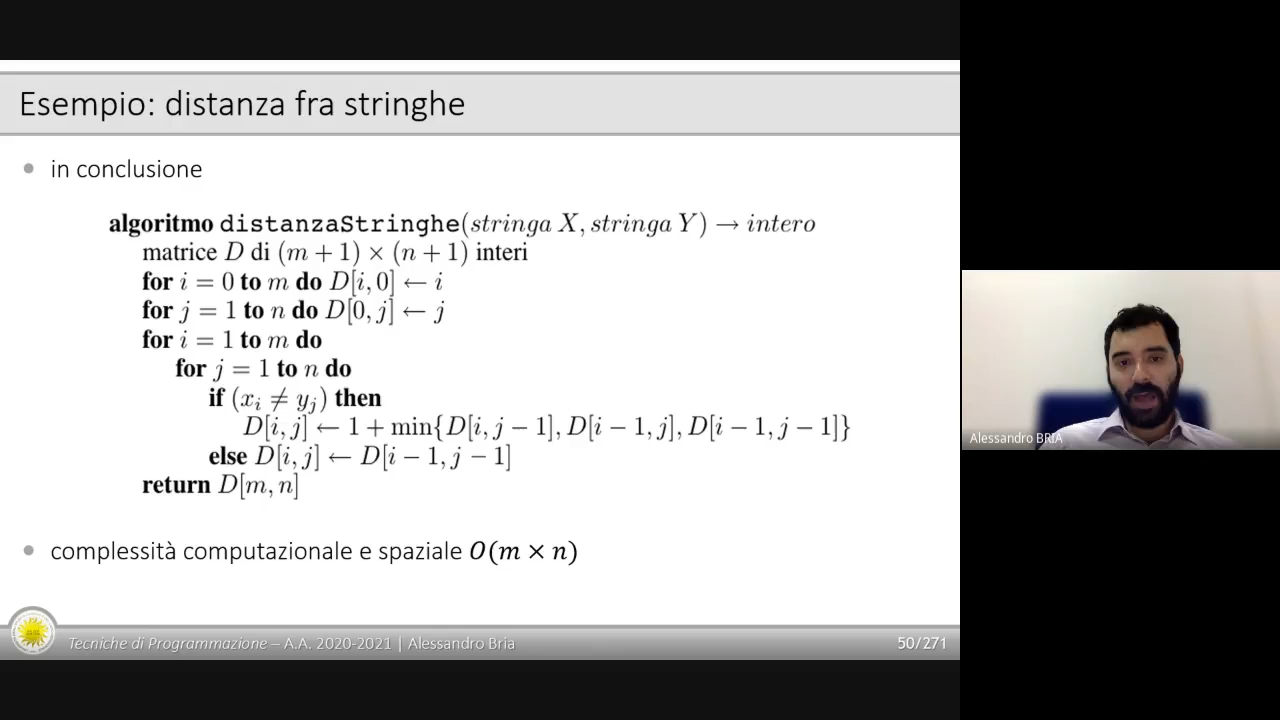 Esempio: distanza fra stringhe
• in conclusione
algoritmo distanzaStringhe(stringa X, stringa Y) → intero
matrice D di (m + 1) × (n + 1) interi
for i = 0 to m do D[i, 0] ← i
for j = 1 to n do D[0, j] ← j
for i = 1 to m do
for j = 1 to n do
if (xᵢ ≠ yⱼ) then
D[i, j] ← 1 + min{D[i, j − 1], D[i − 1, j], D[i − 1, j − 1]}
else D[i, j] ← D[i − 1, j − 1]
return D[m, n]
• complessità computazionale e spaziale O(m × n)
Tecniche di Programmazione – A.A. 2020-2021 | Alessandro Bria
50/271
Alessandro BRIA